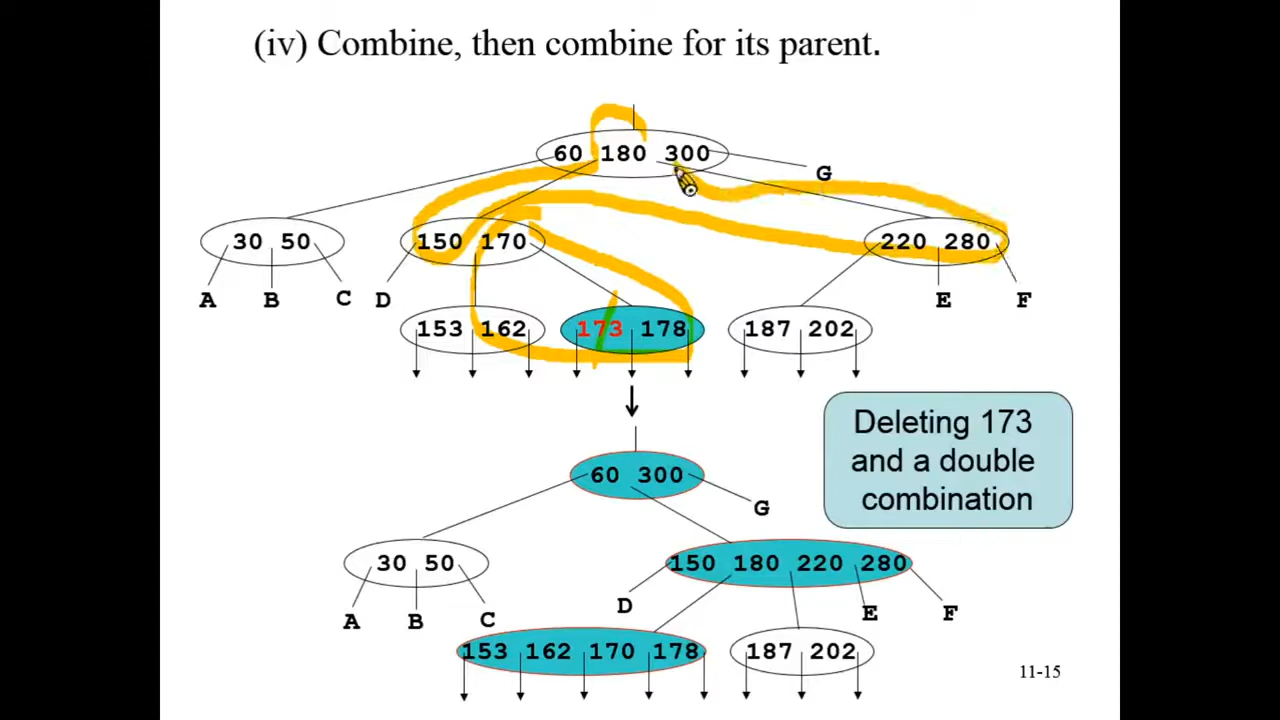 (iv) Combine, then combine for its parent.
60 180 300
G
30 50
150 170
220 280
A B C D E F
153 162
173 178
187 202
Deleting 173
and a double
combination
60 300
G
30 50
150 180 220 280
A B C D E F
153 162 170 178
187 202
11-15